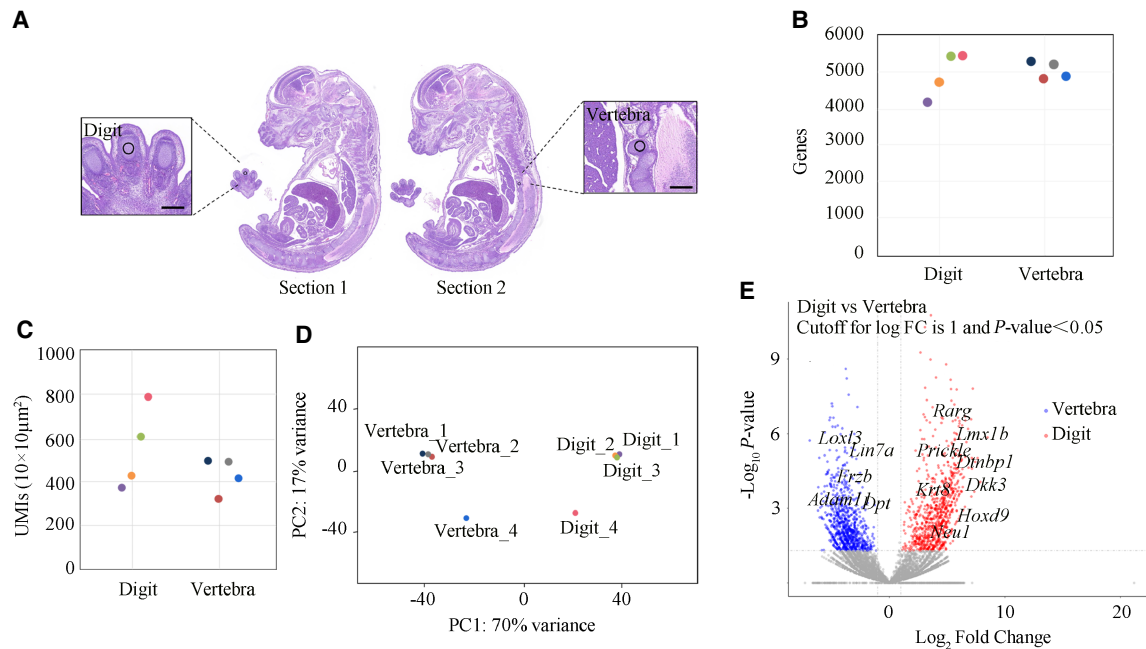 A
Digit
Vertebra
Section 1
Section 2
B
6000
5000
4000
3000
2000
1000
0
Genes
Digit
Vertebra
C
1000
800
600
400
200
0
UMIs (10×10μm²)
Digit
Vertebra
D
40
0
-40
PC2: 17% variance
Vertebra_1
Vertebra_2
Vertebra_3
Vertebra_4
Digit_2
Digit_1
Digit_3
Digit_4
-40
0
40
PC1: 70% variance
E
Digit vs Vertebra
Cutoff for log FC is 1 and P-value<0.05
9
6
3
-Log₁₀ P-value
Vertebra
Digit
Rarg
Lmx1b
Prickle
Dtnbp1
Dkk3
Krt8
Hoxd9
Neu1
Loxl3
Lin7a
Frzb
Dpt
0
10
20
Log₂ Fold Change